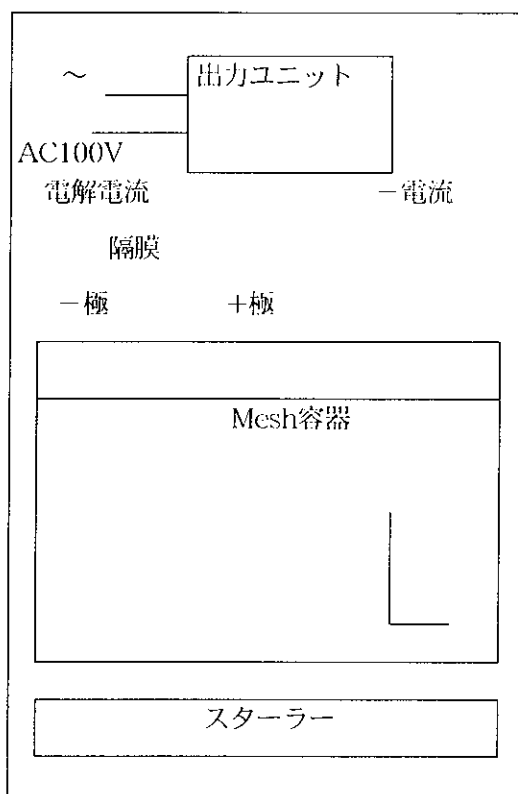 ～ 出力ユニット
AC100V
電解電流 －電流
隔膜
－極 ＋極
Mesh容器
スターラー